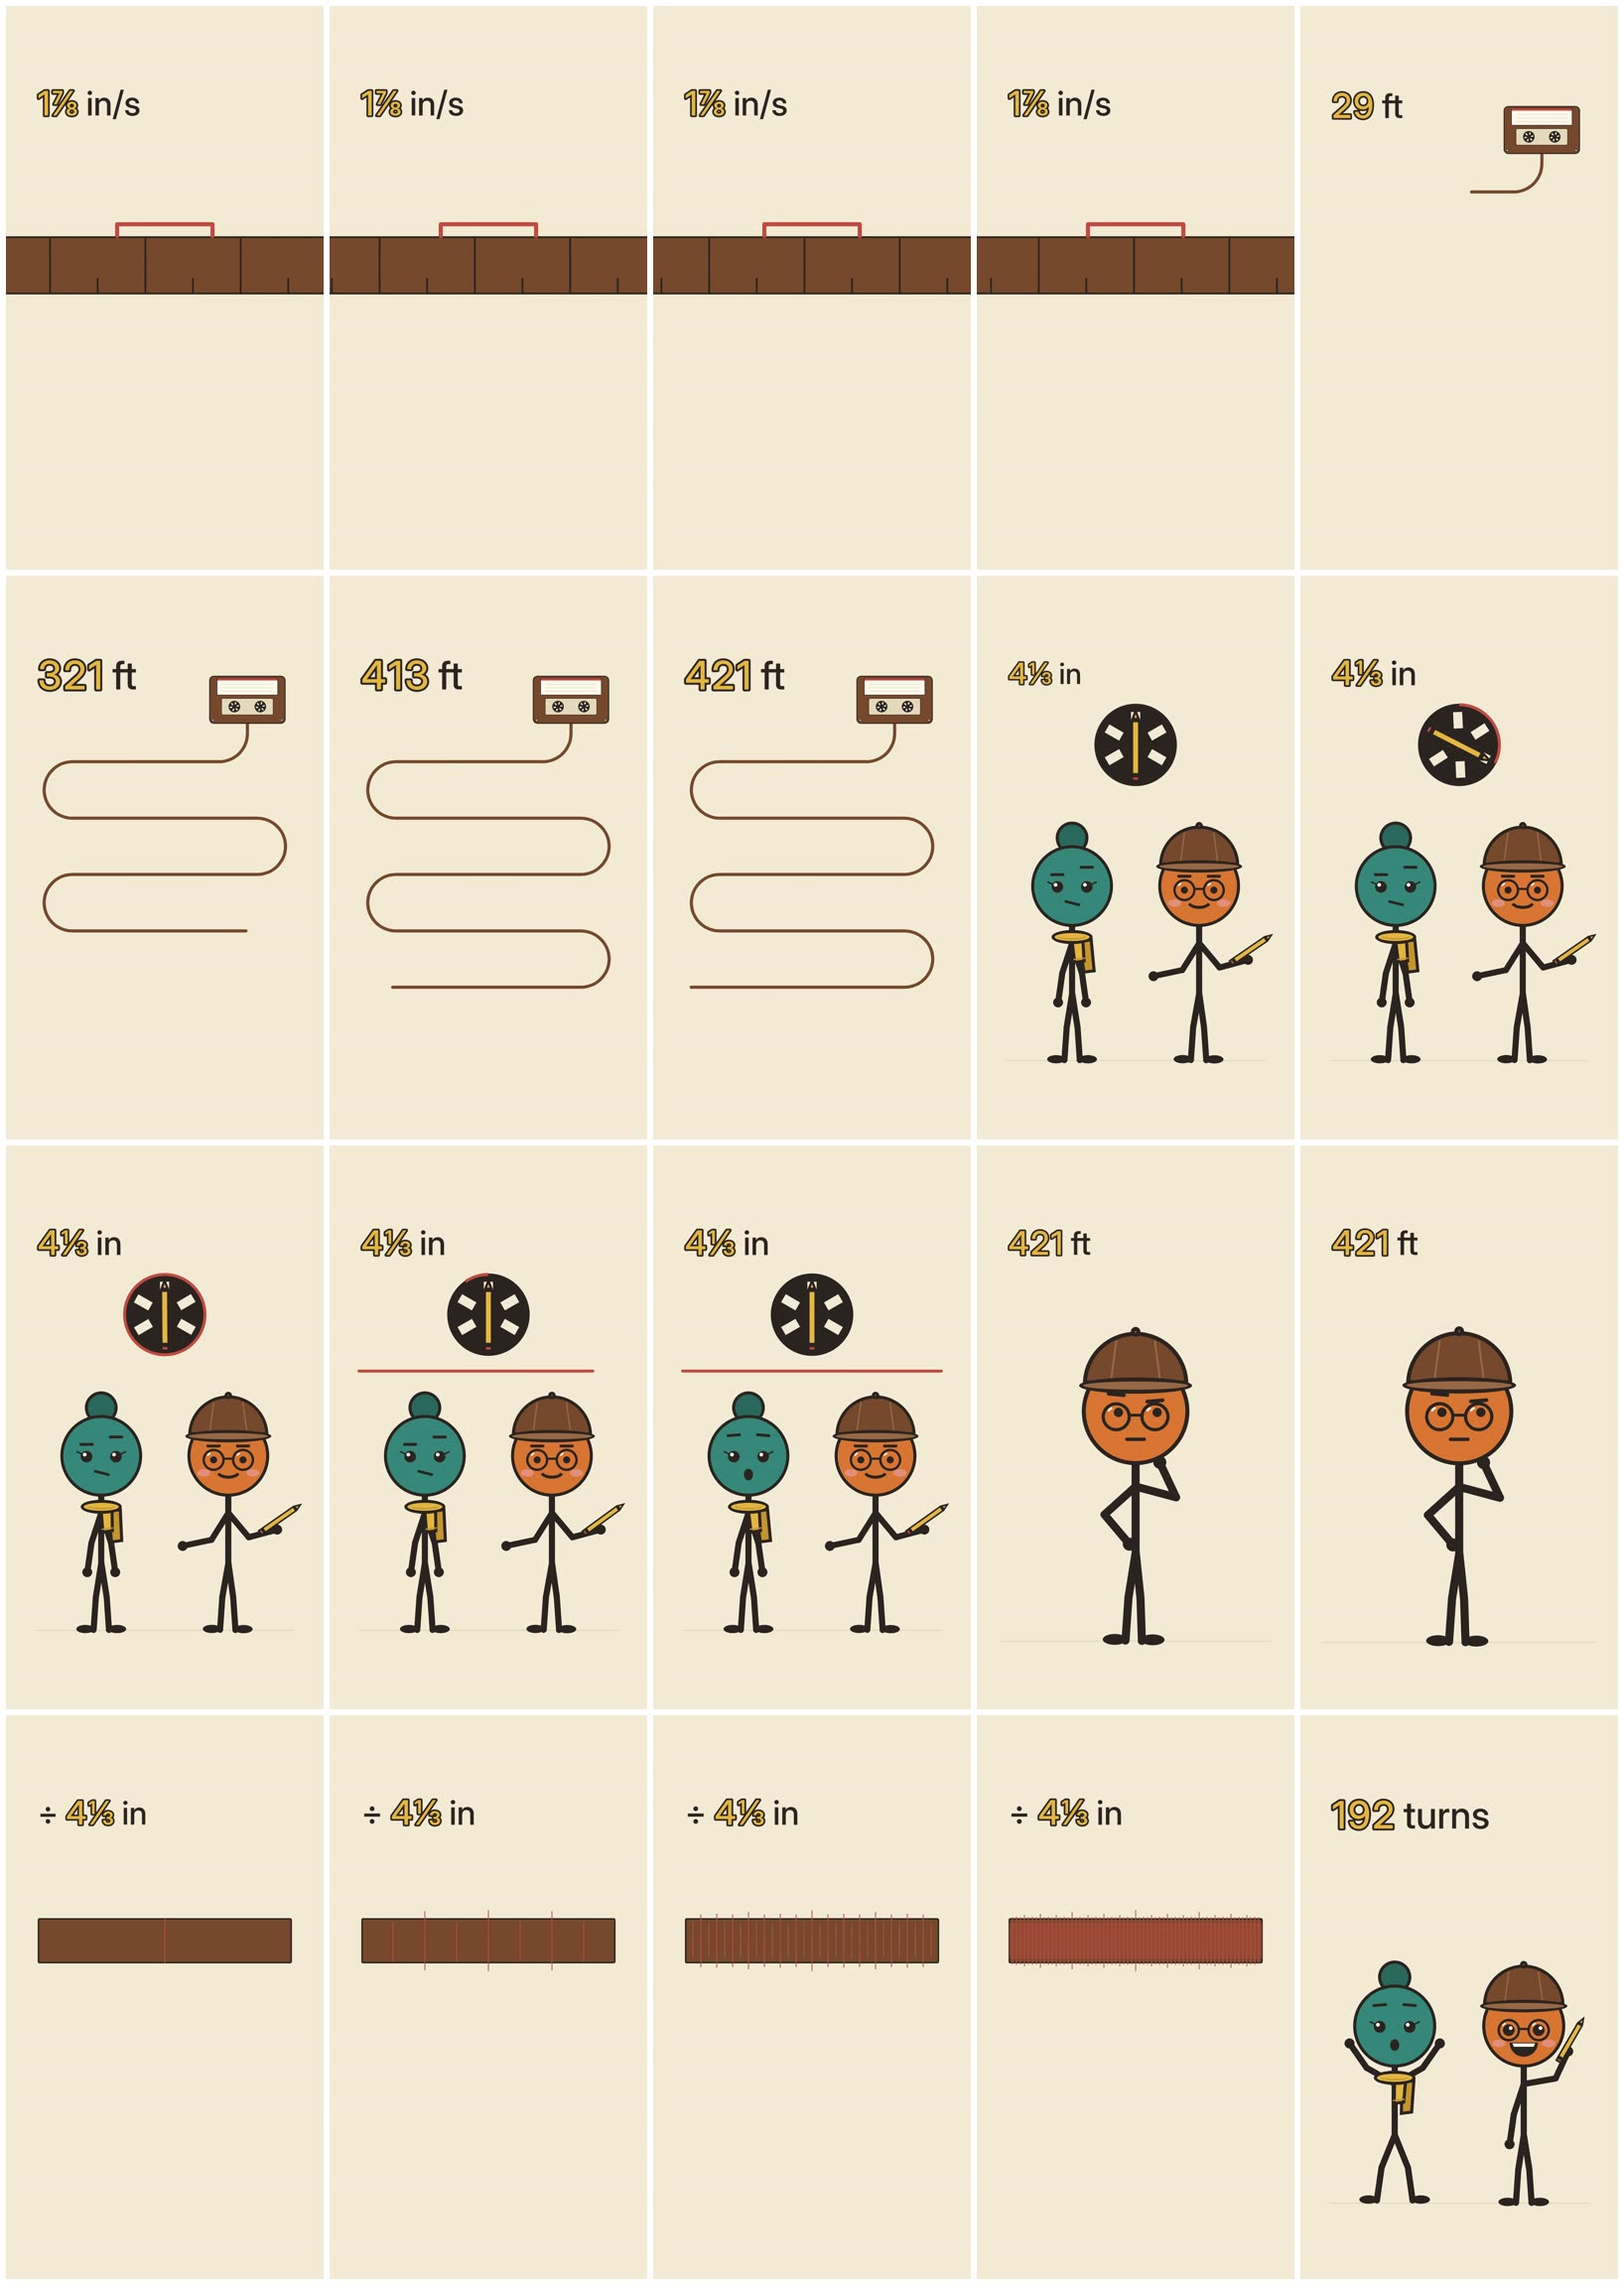 1⅞ in/s
1⅞ in/s
1⅞ in/s
1⅞ in/s
29 ft
321 ft
413 ft
421 ft
4⅓ in
4⅓ in
4⅓ in
4⅓ in
4⅓ in
421 ft
421 ft
÷ 4⅓ in
÷ 4⅓ in
÷ 4⅓ in
÷ 4⅓ in
192 turns